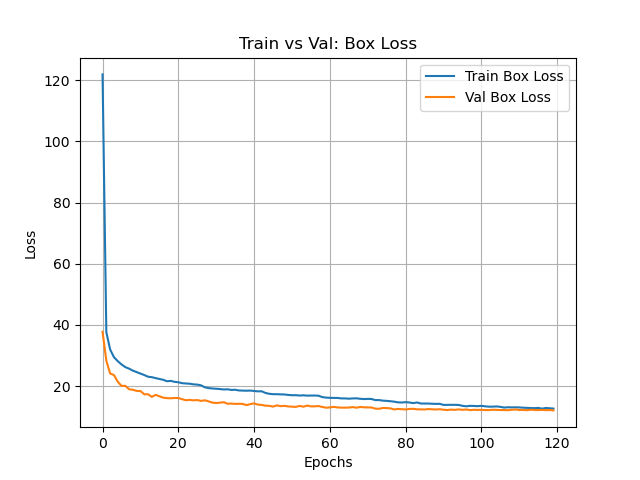 Train vs Val: Box Loss
Train Box Loss
Val Box Loss
Loss
120
100
80
60
40
20
0 20 40 60 80 100 120
Epochs